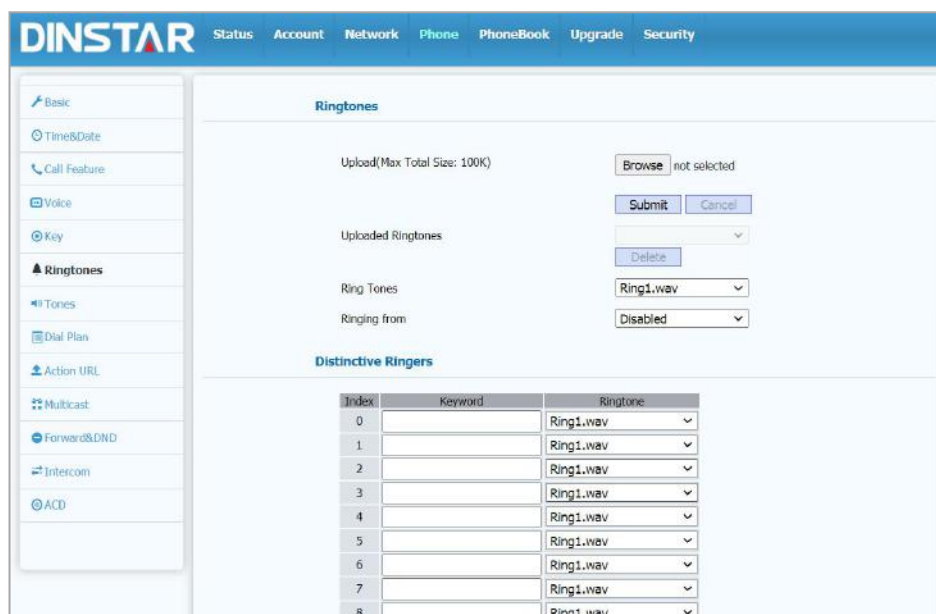 DINSTAR Status Account Network Phone PhoneBook Upgrade Security
Basic
Time&Date
Call Feature
Voice
Key
Ringtones
Tones
Dial Plan
Action URL
Multicast
Forward&DND
Intercom
ACD
Ringtones
Upload(Max Total Size: 100K) Browse not selected
Submit Cancel
Uploaded Ringtones
Delete
Ring Tones Ring1.wav
Ringing from Disabled
Distinctive Ringers
Index Keyword Ringtone
0 Ring1.wav
1 Ring1.wav
2 Ring1.wav
3 Ring1.wav
4 Ring1.wav
5 Ring1.wav
6 Ring1.wav
7 Ring1.wav
8 Ring1.wav